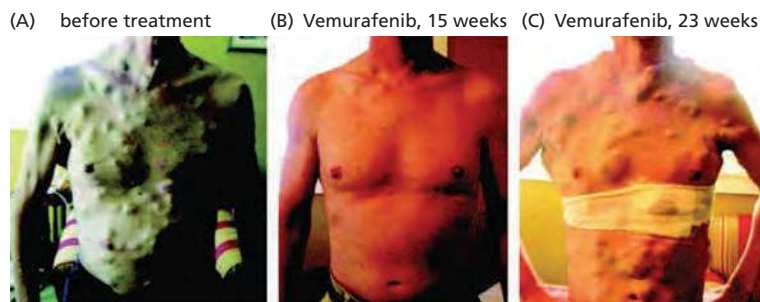 (A) before treatment
(B) Vemurafenib, 15 weeks
(C) Vemurafenib, 23 weeks